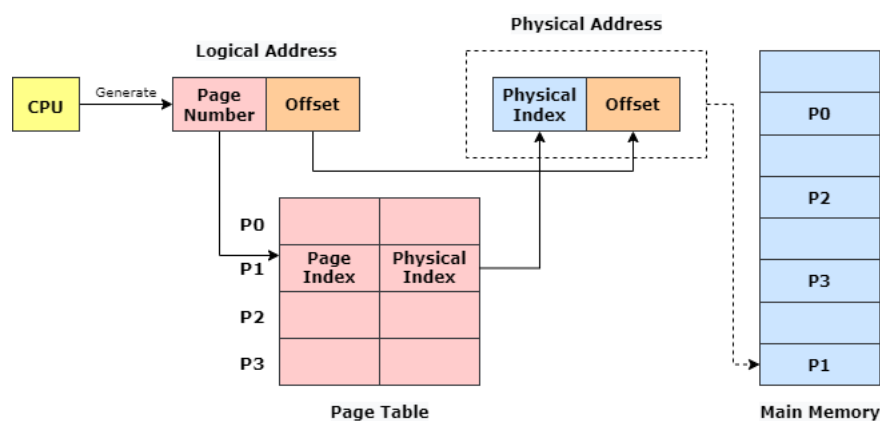 Physical Address
Logical Address
CPU
Generate
Page
Number
Offset
Physical
Index
Offset
P0
P2
P3
P1
P0
P1
Page
Index
Physical
Index
P2
P3
Page Table
Main Memory